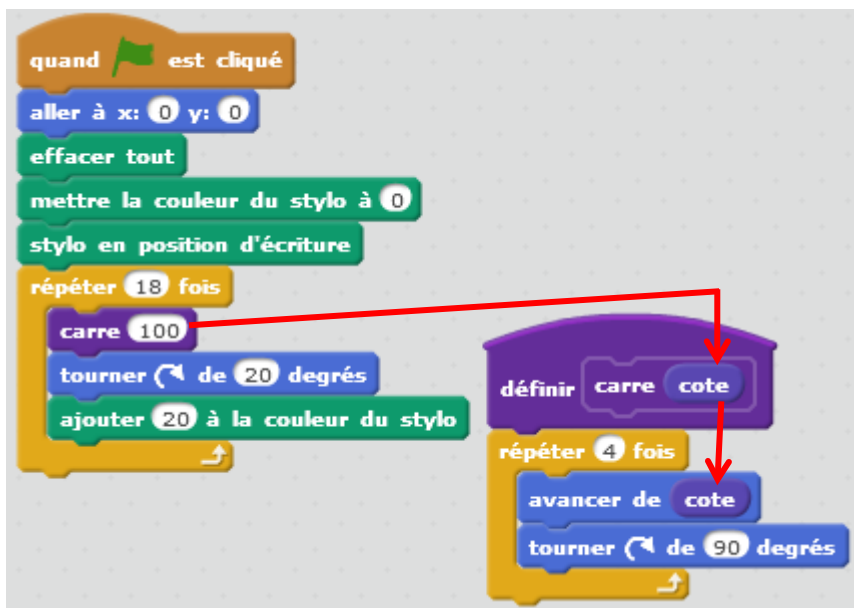 quand est cliqué
aller à x: 0 y: 0
effacer tout
mettre la couleur du stylo à 0
stylo en position d'écriture
répéter 18 fois
carre 100
tourner de 20 degrés
ajouter 20 à la couleur du stylo
définir carre cote
répéter 4 fois
avancer de cote
tourner de 90 degrés